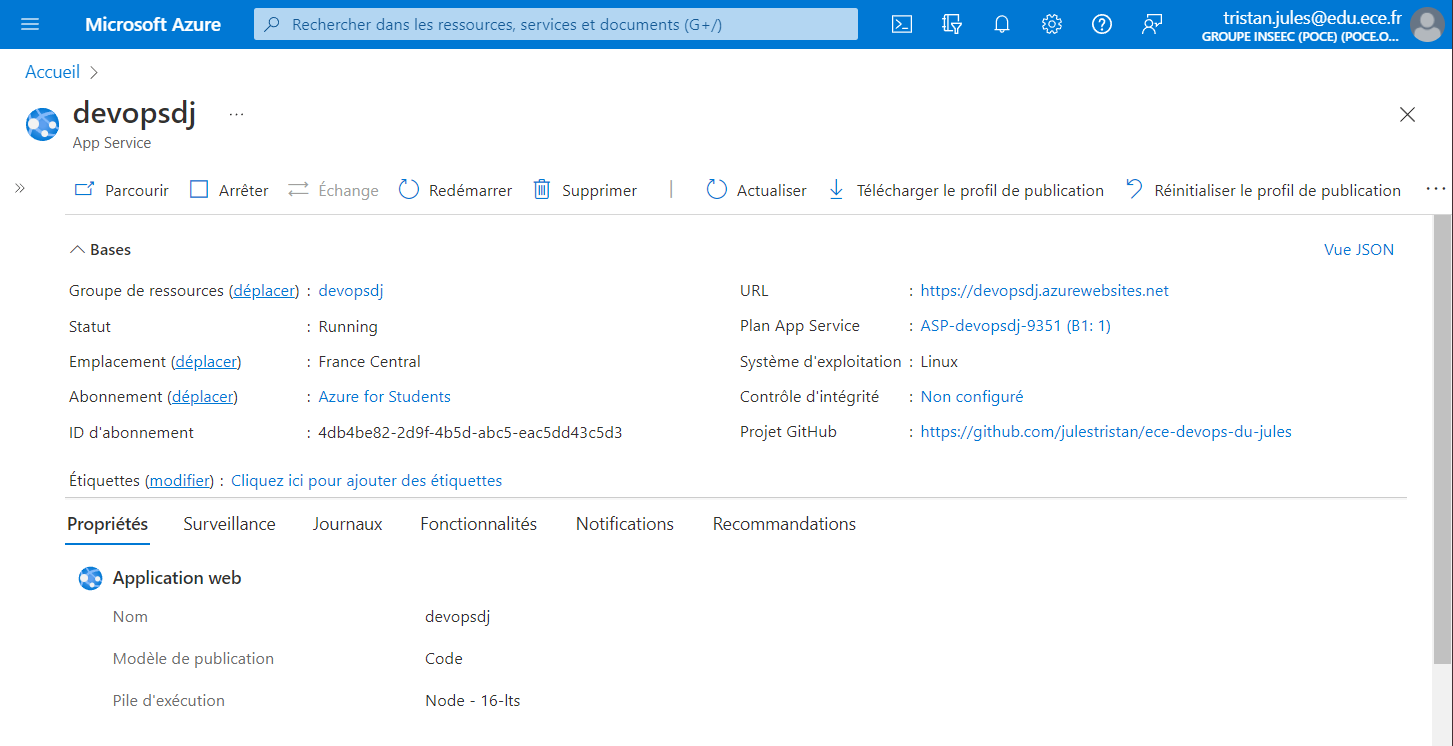 Microsoft Azure
Rechercher dans les ressources, services et documents (G+/)
tristan.jules@edu.ece.fr
GROUPE INSEEC (POCE) (POCE.O...
Accueil
devopsdj ...
App Service
Parcourir Arrêter Échange Redémarrer Supprimer | Actualiser Télécharger le profil de publication Réinitialiser le profil de publication ...
Bases
Vue JSON
Groupe de ressources (déplacer) : devopsdj
Statut : Running
Emplacement (déplacer) : France Central
Abonnement (déplacer) : Azure for Students
ID d'abonnement : 4db4be82-2d9f-4b5d-abc5-eac5dd43c5d3
URL : https://devopsdj.azurewebsites.net
Plan App Service : ASP-devopsdj-9351 (B1: 1)
Système d'exploitation : Linux
Contrôle d'intégrité : Non configuré
Projet GitHub : https://github.com/julestristan/ece-devops-du-jules
Étiquettes (modifier) : Cliquez ici pour ajouter des étiquettes
Propriétés Surveillance Journaux Fonctionnalités Notifications Recommandations
Application web
Nom devopsdj
Modèle de publication Code
Pile d'exécution Node - 16-lts